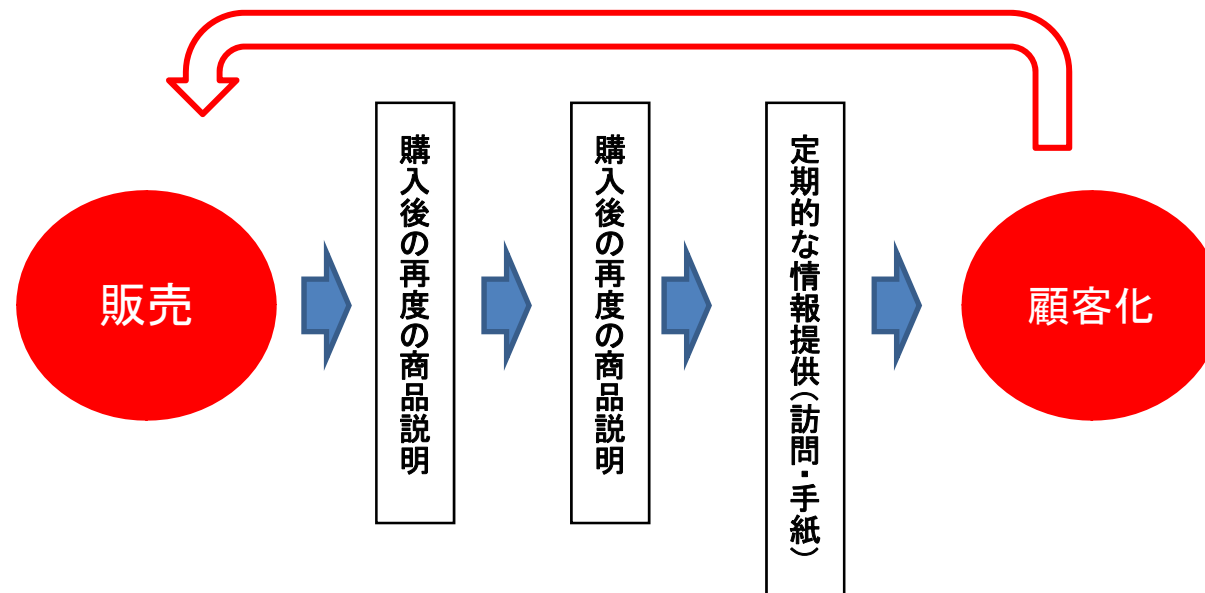 販売
購入後の再度の商品説明
購入後の再度の商品説明
定期的な情報提供(訪問・手紙)
顧客化